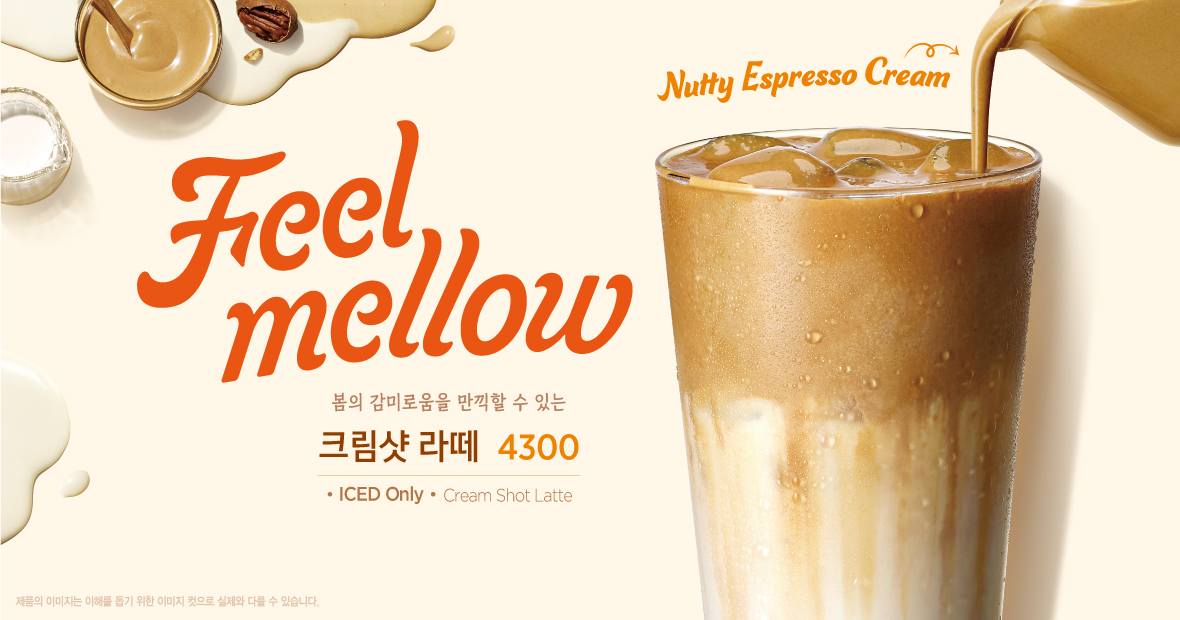 Nutty Espresso Cream
Feel
mellow
봄의 감미로움을 만끽할 수 있는
크림샷 라떼 4300
• ICED Only • Cream Shot Latte
제품의 이미지는 이해를 돕기 위한 이미지 컷으로 실제와 다를 수 있습니다.